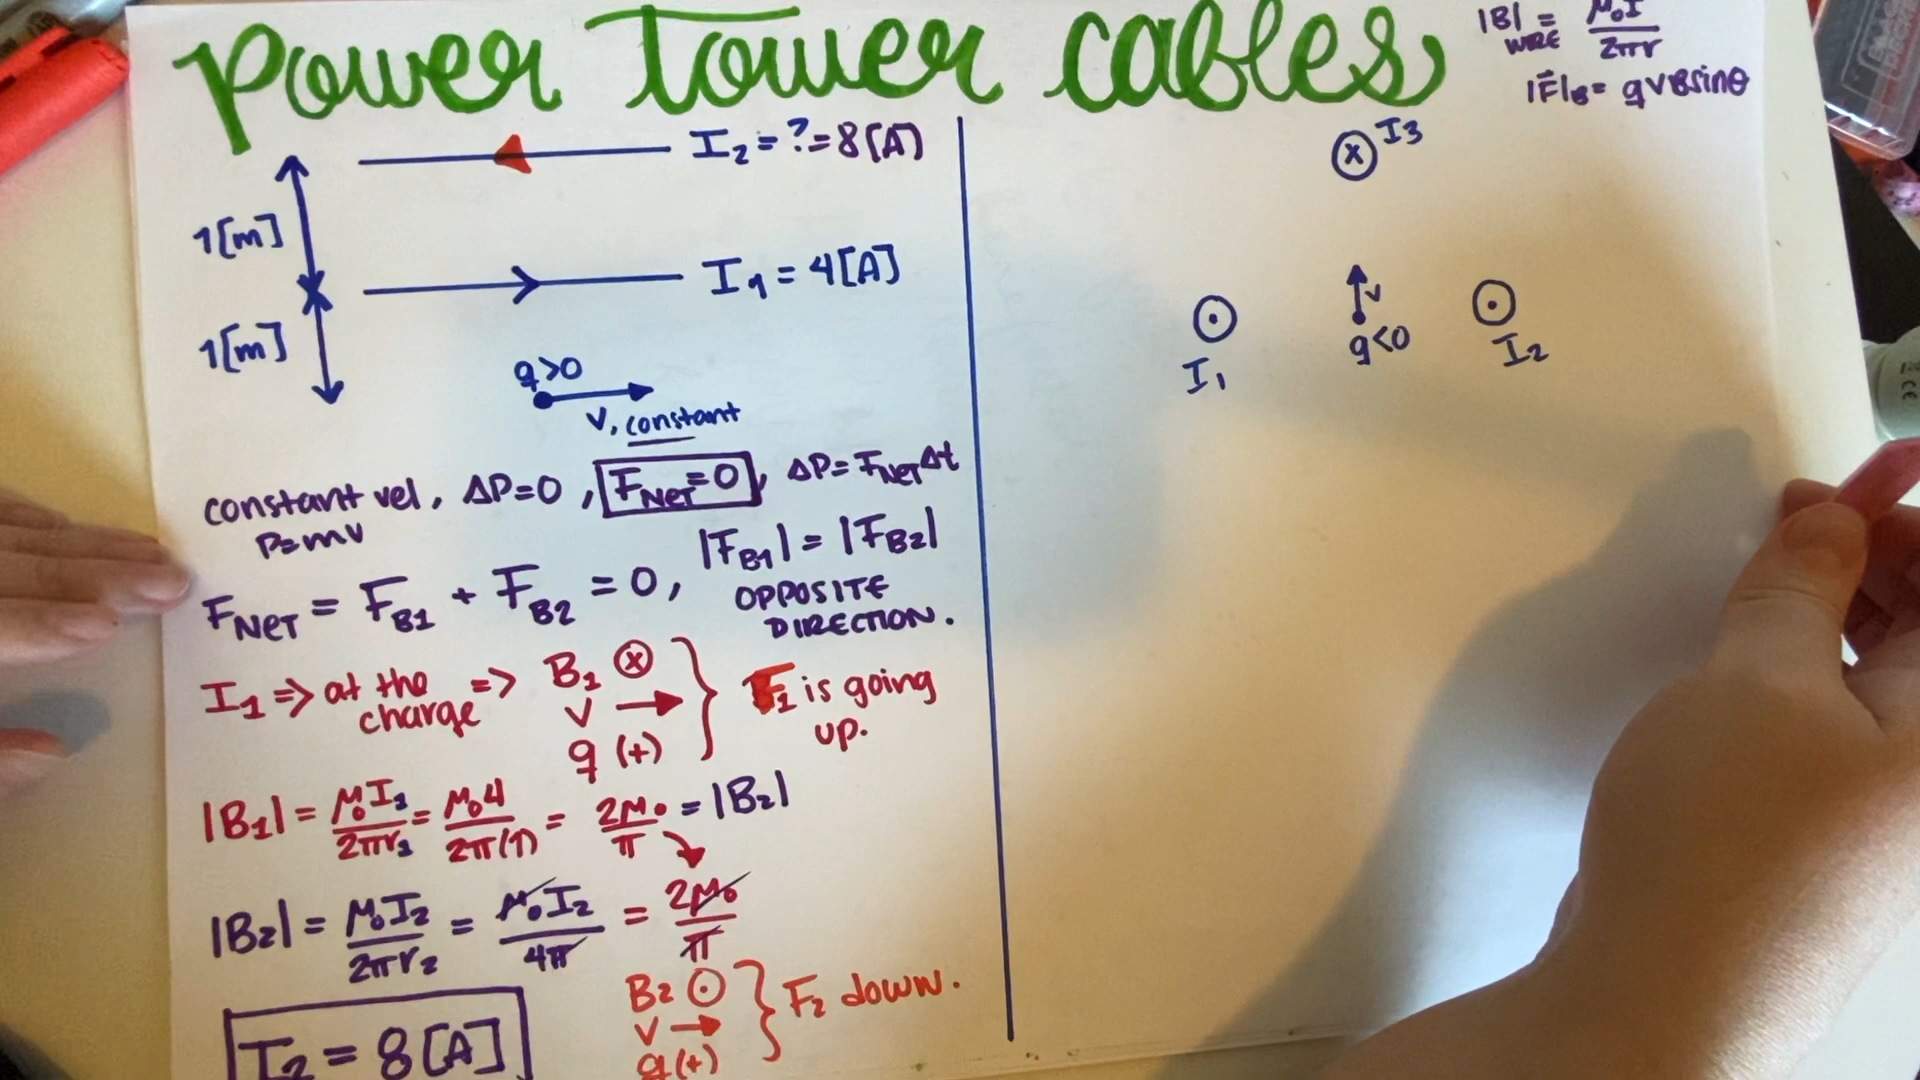 Power Tower cables
|B| = μ₀I / 2πr
WIRE
|F⃗|B = qvBsinθ
I₂ = ? = 8[A]
1[m]
I₁ = 4[A]
1[m]
q>0
v, constant
constant vel, ΔP=0, FNET=0, ΔP=FNETΔt
P=mv
FNET = FB1 + FB2 = 0, |FB1| = |FB2|
OPPOSITE
DIRECTION.
I₁ => at the charge => B₁ ⊗
V →
q (+)
F₁ is going
up.
|B₁| = μ₀I₁ / 2πr₁ = μ₀4 / 2π(1) = 2μ₀ / π = |B₂|
|B₂| = μ₀I₂ / 2πr₂ = μ₀I₂ / 4π = 2μ₀ / π
B₂ ⊙
V →
q(+)
F₂ down.
I₂ = 8[A]
⊗ I3
v
q<0
⊙
I₁
⊙
I₂